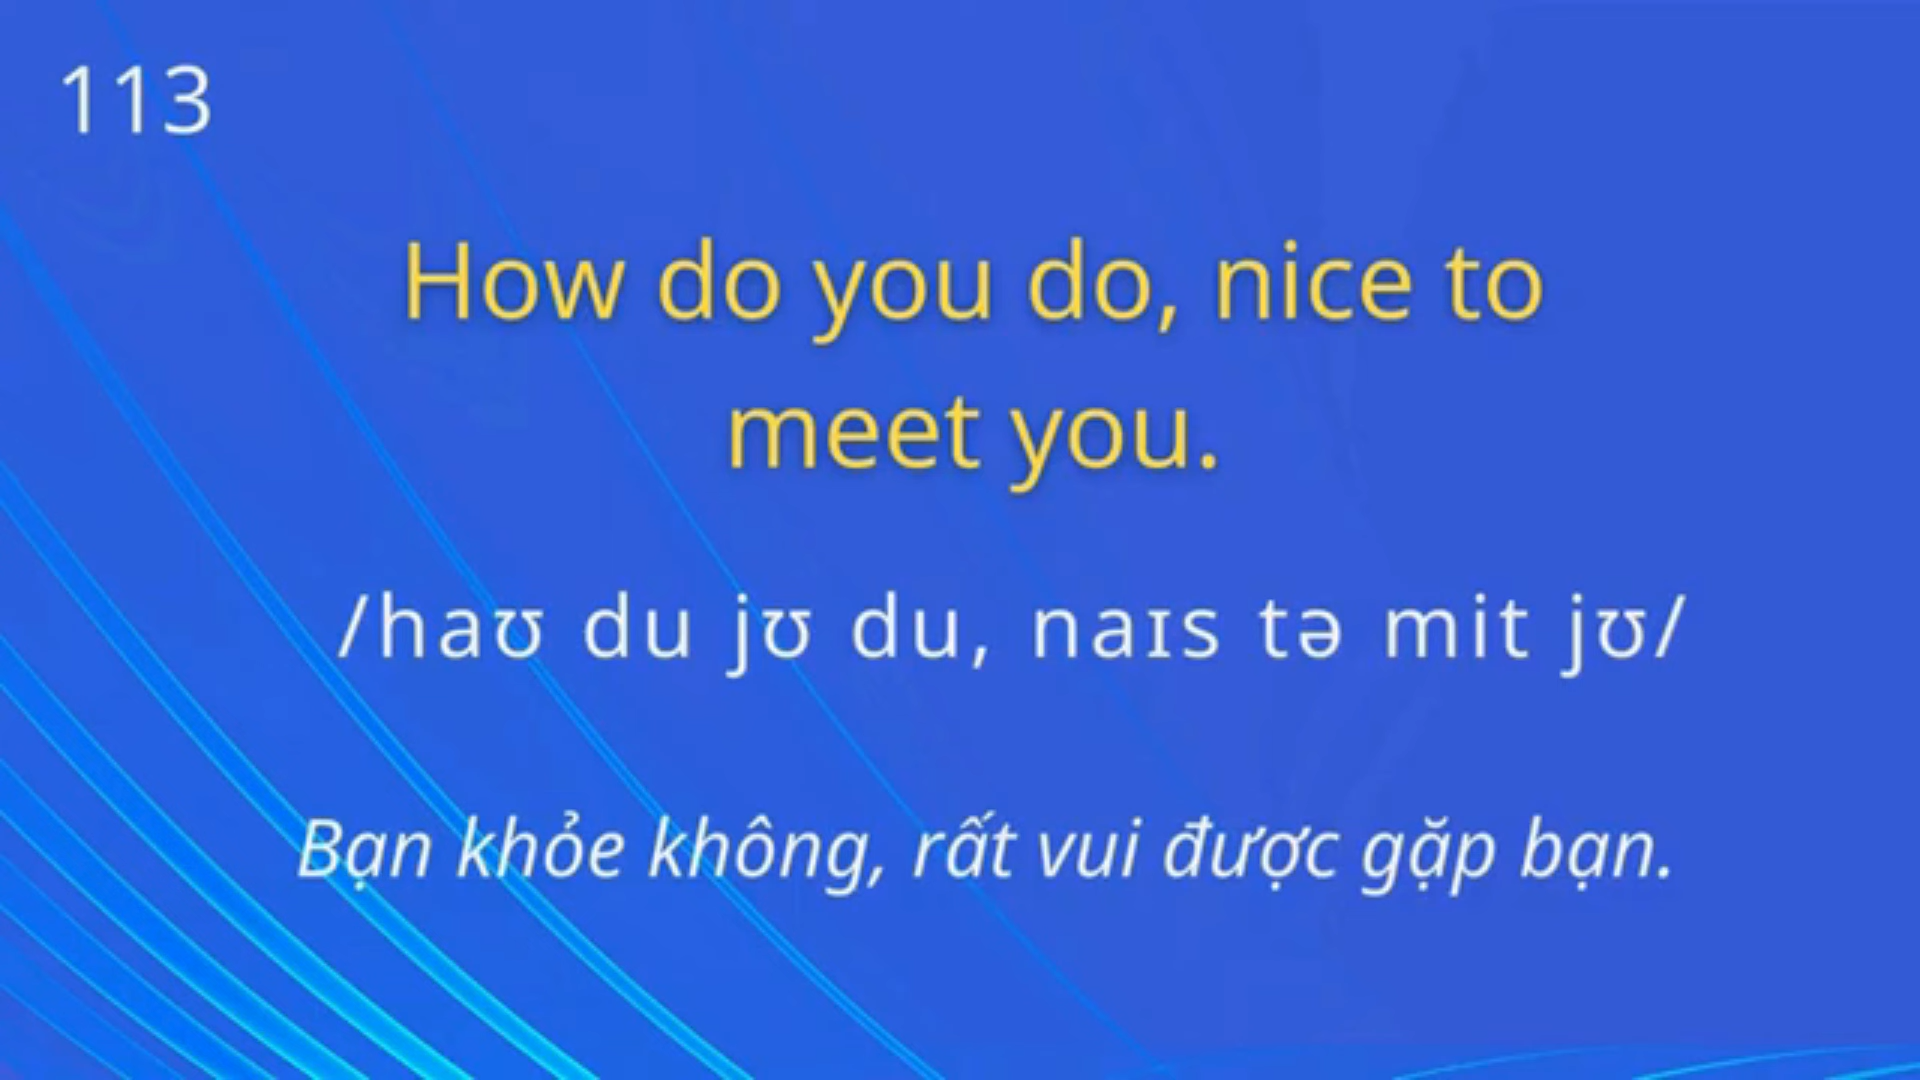 113
How do you do, nice to
meet you.
/haʊ du jʊ du, naɪs tə mit jʊ/
Bạn khỏe không, rất vui được gặp bạn.